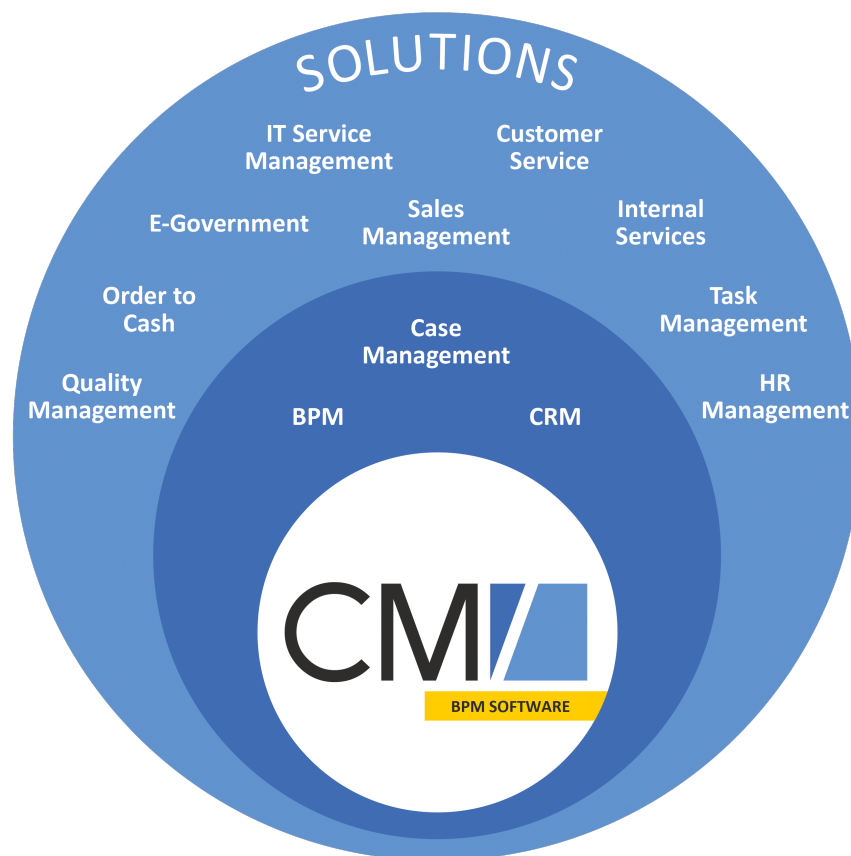 SOLUTIONS
IT Service
Management
Customer
Service
E-Government
Sales
Management
Internal
Services
Order to
Cash
Task
Management
Quality
Management
HR
Management
Case
Management
BPM
CRM
CM
BPM SOFTWARE